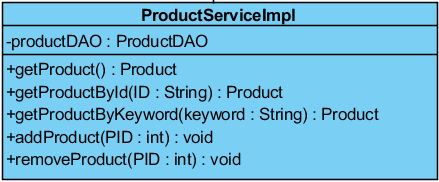 ProductServiceImpl
-productDAO : ProductDAO
+getProduct() : Product
+getProductById(ID : String) : Product
+getProductByKeyword(keyword : String) : Product
+addProduct(PID : int) : void
+removeProduct(PID : int) : void